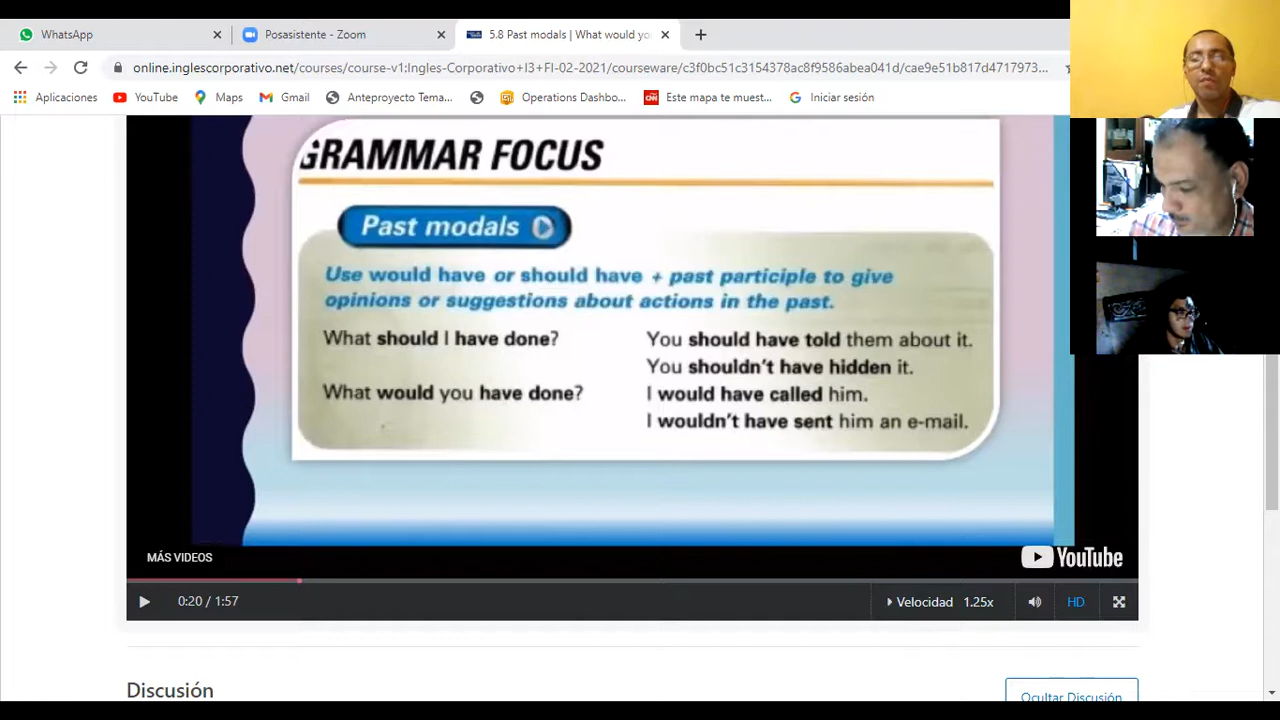 WhatsApp
Posasistente - Zoom
5.8 Past modals | What would yo
online.inglescorporativo.net/courses/course-v1:Ingles-Corporativo+I3+FI-02-2021/courseware/c3f0bc51c3154378ac8f9586abea041d/cae9e51b817d4717973...
Aplicaciones
YouTube
Maps
Gmail
Anteproyecto Tema...
Operations Dashbo...
Este mapa te muest...
Iniciar sesión
GRAMMAR FOCUS
Past modals
Use would have or should have + past participle to give
opinions or suggestions about actions in the past.
What should I have done?
You should have told them about it.
You shouldn't have hidden it.
What would you have done?
I would have called him.
I wouldn't have sent him an e-mail.
MÁS VIDEOS
YouTube
0:20 / 1:57
Velocidad 1.25x
HD
Discusión
Ocultar Discusión